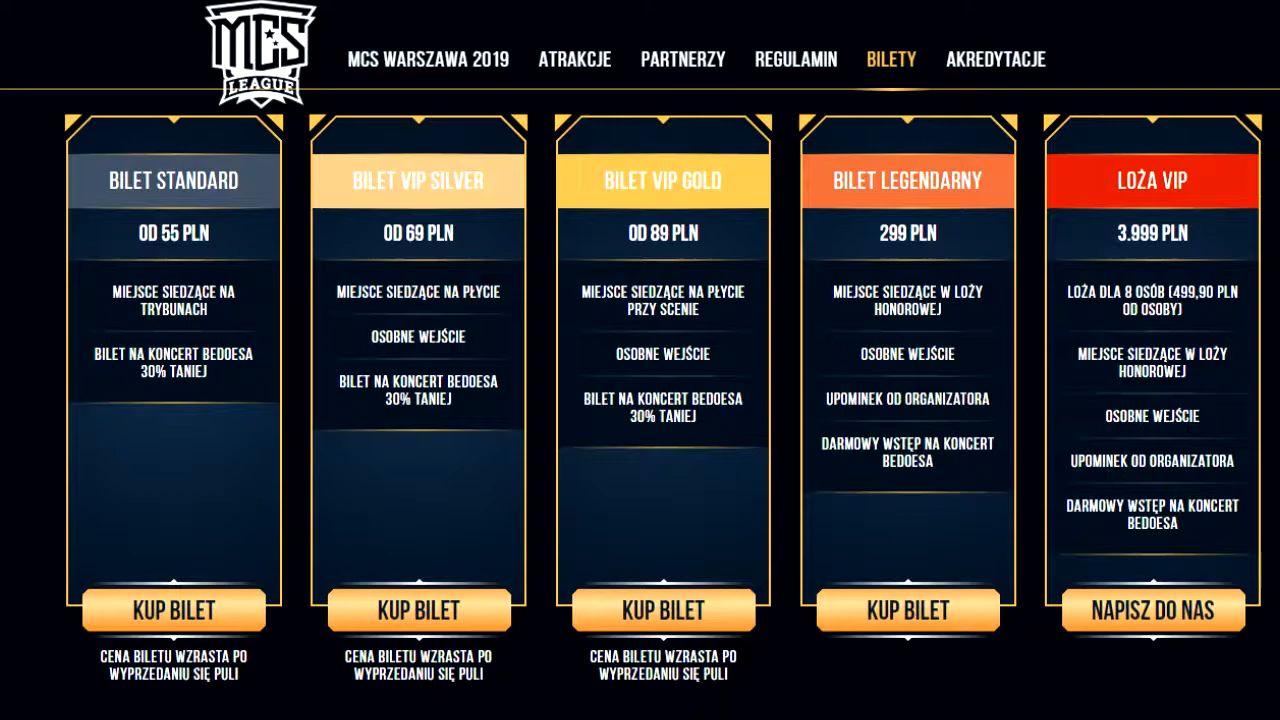 MCS
LEAGUE
MCS WARSZAWA 2019
ATRAKCJE
PARTNERZY
REGULAMIN
BILETY
AKREDYTACJE
BILET STANDARD
OD 55 PLN
MIEJSCE SIEDZĄCE NA
TRYBUNACH
BILET NA KONCERT BEDOESA
30% TANIEJ
KUP BILET
CENA BILETU WZRASTA PO
WYPRZEDANIU SIĘ PULI
BILET VIP SILVER
OD 69 PLN
MIEJSCE SIEDZĄCE NA PŁYCIE
OSOBNE WEJŚCIE
BILET NA KONCERT BEDOESA
30% TANIEJ
KUP BILET
CENA BILETU WZRASTA PO
WYPRZEDANIU SIĘ PULI
BILET VIP GOLD
OD 89 PLN
MIEJSCE SIEDZĄCE NA PŁYCIE
PRZY SCENIE
OSOBNE WEJŚCIE
BILET NA KONCERT BEDOESA
30% TANIEJ
KUP BILET
CENA BILETU WZRASTA PO
WYPRZEDANIU SIĘ PULI
BILET LEGENDARNY
299 PLN
MIEJSCE SIEDZĄCE W LOŻY
HONOROWEJ
OSOBNE WEJŚCIE
UPOMINEK OD ORGANIZATORA
DARMOWY WSTĘP NA KONCERT
BEDOESA
KUP BILET
LOŻA VIP
3.999 PLN
LOŻA DLA 8 OSÓB (499,90 PLN
OD OSOBY)
MIEJSCE SIEDZĄCE W LOŻY
HONOROWEJ
OSOBNE WEJŚCIE
UPOMINEK OD ORGANIZATORA
DARMOWY WSTĘP NA KONCERT
BEDOESA
NAPISZ DO NAS